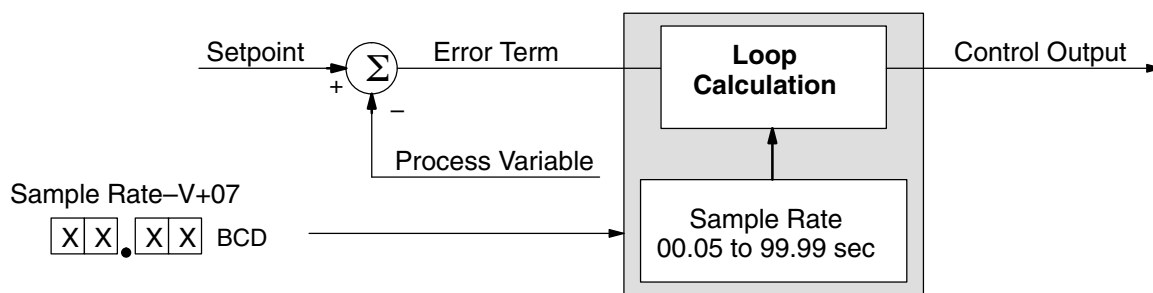 Setpoint
Error Term
Loop
Calculation
Control Output
+
Σ
–
Process Variable
Sample Rate–V+07
X X . X X BCD
Sample Rate
00.05 to 99.99 sec